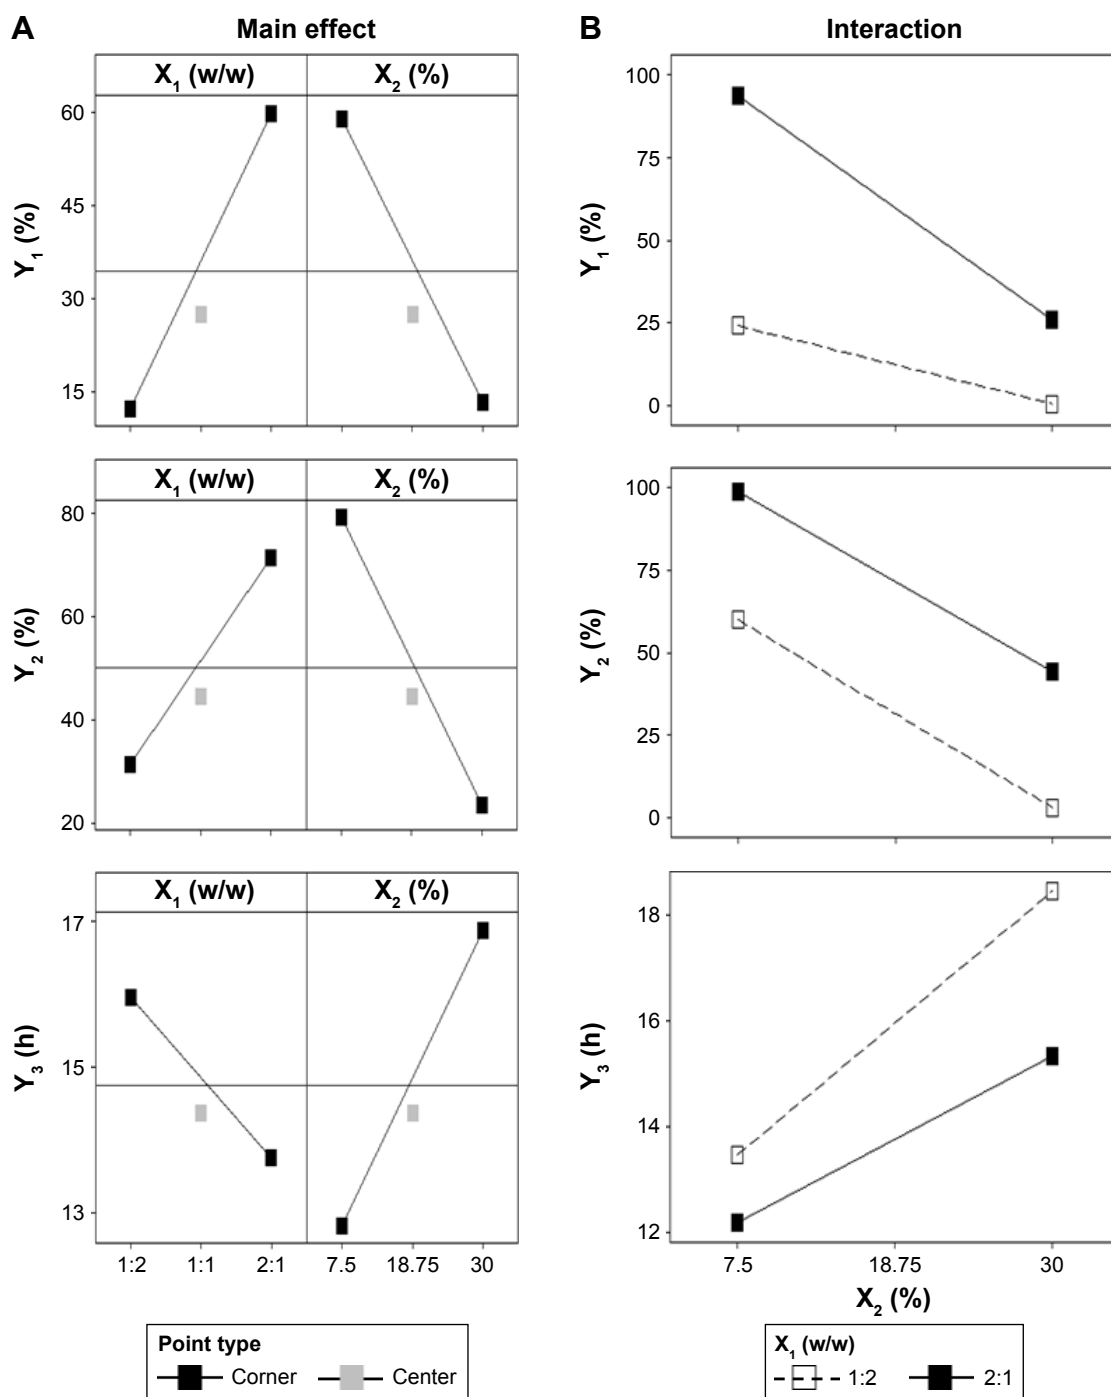 A Main effect
X1 (w/w) X2 (%)
60
45
30
15
Y1 (%)
X1 (w/w) X2 (%)
80
60
40
20
Y2 (%)
X1 (w/w) X2 (%)
17
15
13
Y3 (h)
1:2 1:1 2:1 7.5 18.75 30
Point type
Corner Center
B Interaction
100
75
50
25
0
Y1 (%)
100
75
50
25
0
Y2 (%)
18
16
14
12
Y3 (h)
7.5 18.75 30
X2 (%)
X1 (w/w)
1:2 2:1